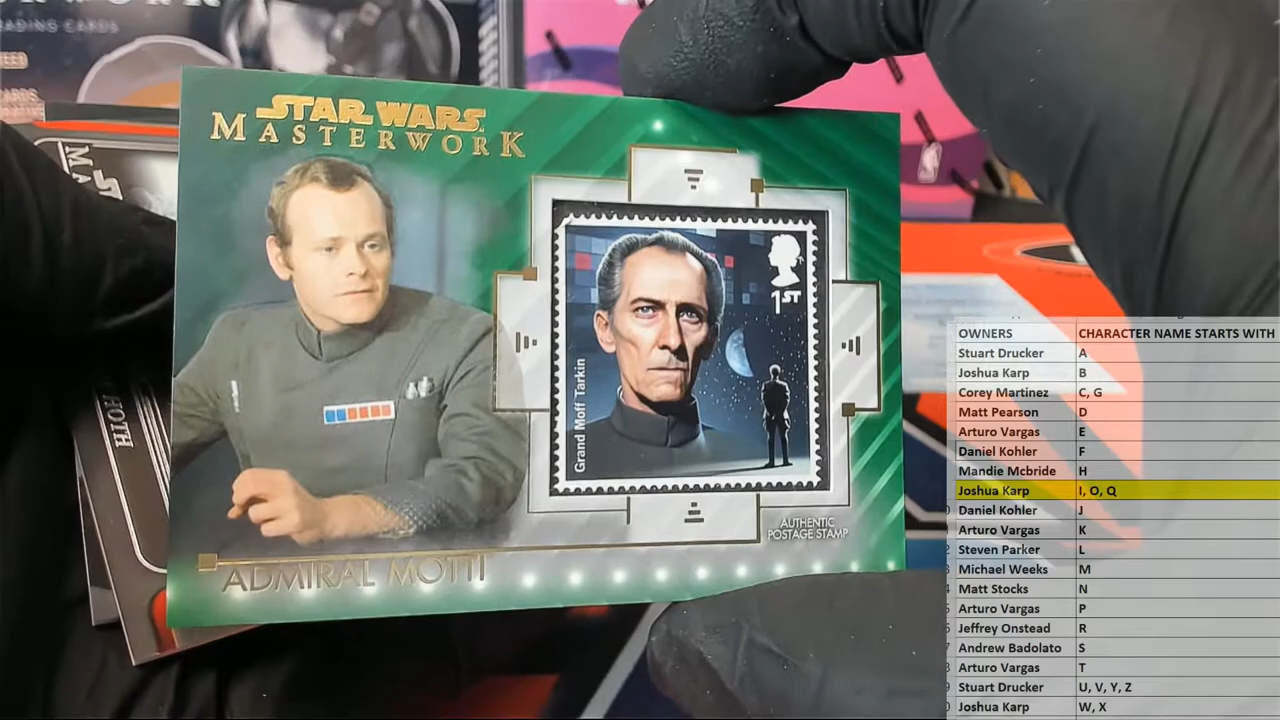 RADING CARDS
STAR WARS
MASTERWORK
1ST
Grand Moff Tarkin
AUTHENTIC
POSTAGE STAMP
ADMIRAL MOTTI
HOTH
OWNERS CHARACTER NAME STARTS WITH
Stuart Drucker A
Joshua Karp B
Corey Martinez C, G
Matt Pearson D
Arturo Vargas E
Daniel Kohler F
Mandie Mcbride H
Joshua Karp I, O, Q
Daniel Kohler J
Arturo Vargas K
Steven Parker L
Michael Weeks M
Matt Stocks N
Arturo Vargas P
Jeffrey Onstead R
Andrew Badolato S
Arturo Vargas T
Stuart Drucker U, V, Y, Z
Joshua Karp W, X